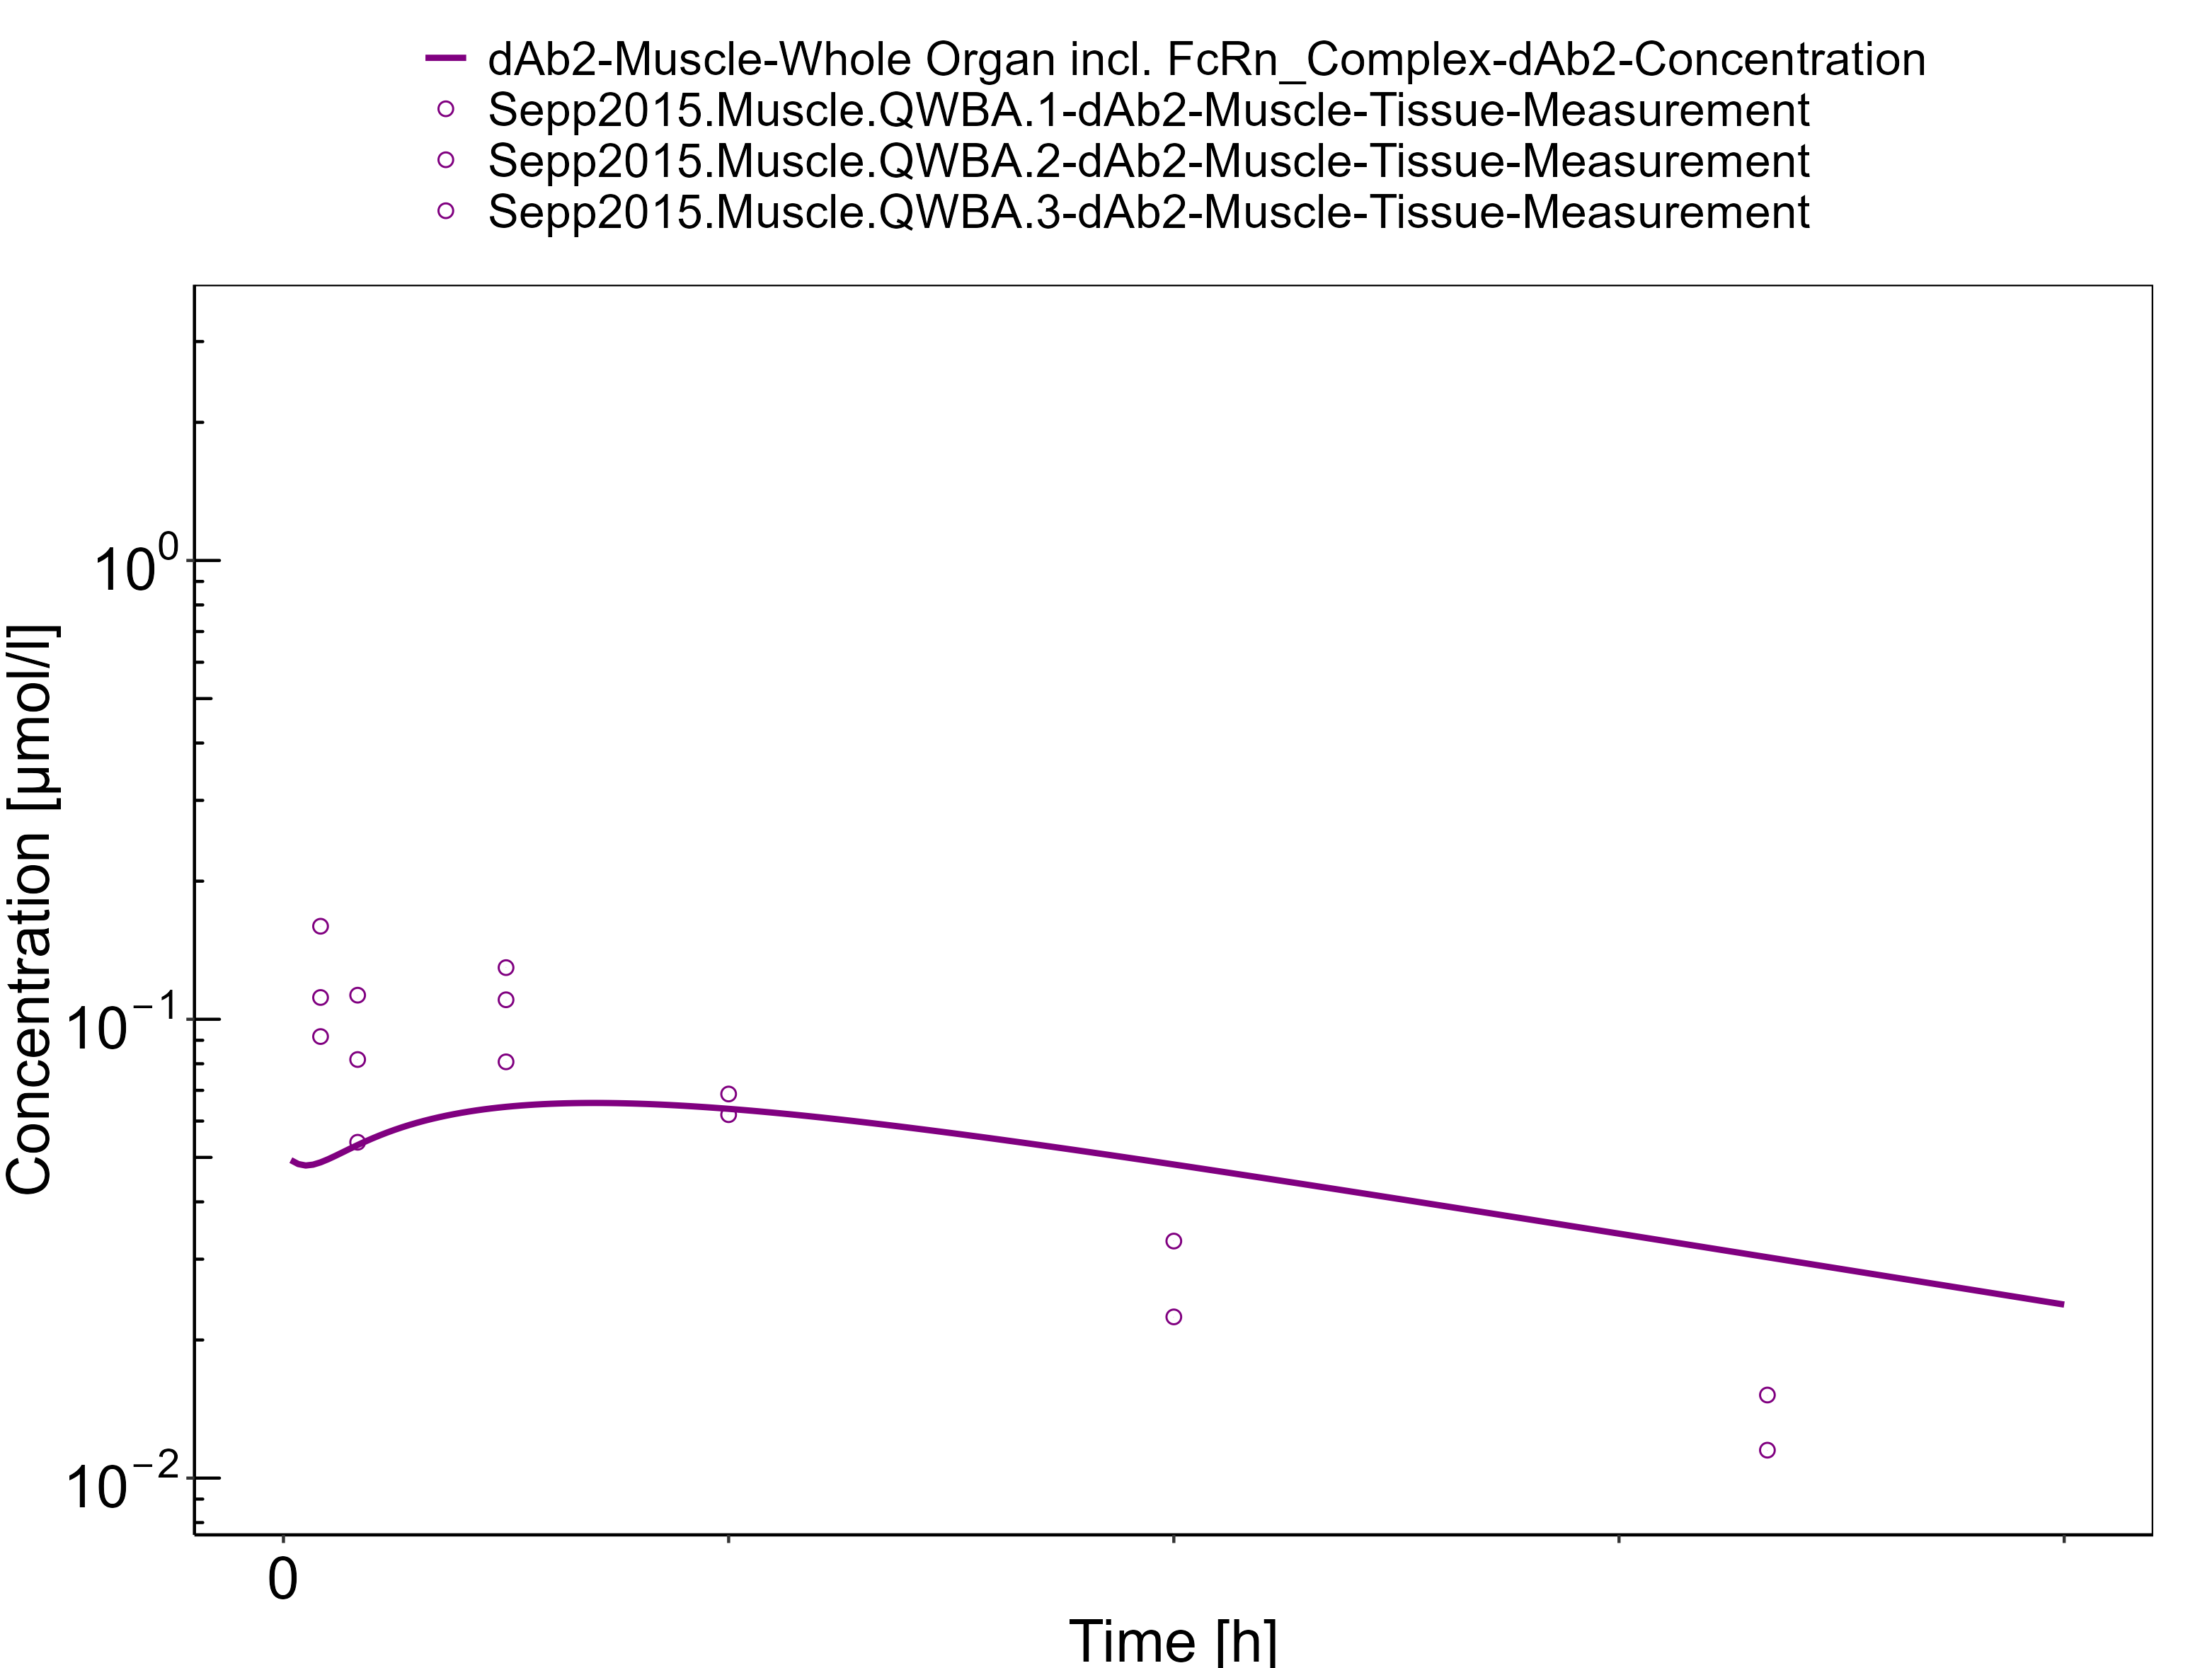 dAb2-Muscle-Whole Organ incl. FcRn_Complex-dAb2-Concentration
Sepp2015.Muscle.QWBA.1-dAb2-Muscle-Tissue-Measurement
Sepp2015.Muscle.QWBA.2-dAb2-Muscle-Tissue-Measurement
Sepp2015.Muscle.QWBA.3-dAb2-Muscle-Tissue-Measurement
Concentration [µmol/l]
10⁰
10⁻¹
10⁻²
0
Time [h]